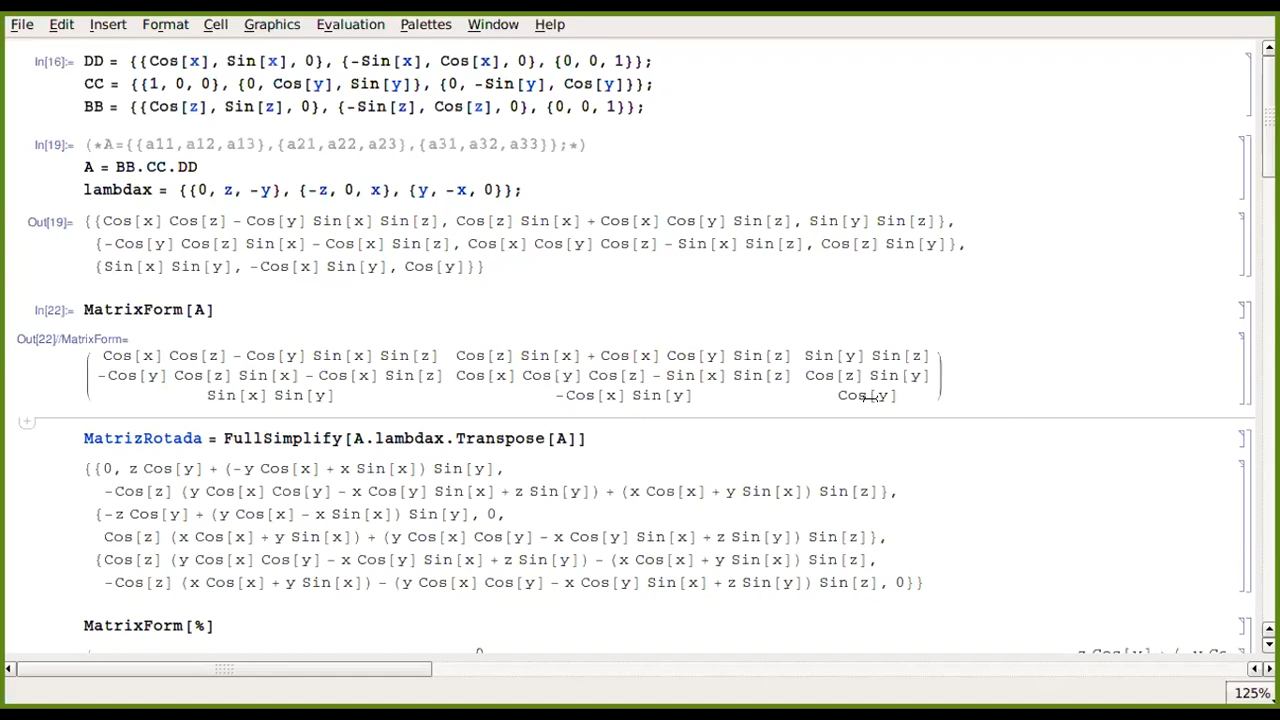 File Edit Insert Format Cell Graphics Evaluation Palettes Window Help
In[16]:= DD = {{Cos[x], Sin[x], 0}, {-Sin[x], Cos[x], 0}, {0, 0, 1}};
CC = {{1, 0, 0}, {0, Cos[y], Sin[y]}, {0, -Sin[y], Cos[y]}};
BB = {{Cos[z], Sin[z], 0}, {-Sin[z], Cos[z], 0}, {0, 0, 1}};
In[19]:= (*A={{a11,a12,a13},{a21,a22,a23},{a31,a32,a33}};*)
A = BB.CC.DD
lambdax = {{0, z, -y}, {-z, 0, x}, {y, -x, 0}};
Out[19]= {{Cos[x] Cos[z] - Cos[y] Sin[x] Sin[z], Cos[z] Sin[x] + Cos[x] Cos[y] Sin[z], Sin[y] Sin[z]},
{-Cos[y] Cos[z] Sin[x] - Cos[x] Sin[z], Cos[x] Cos[y] Cos[z] - Sin[x] Sin[z], Cos[z] Sin[y]},
{Sin[x] Sin[y], -Cos[x] Sin[y], Cos[y]}}
In[22]:= MatrixForm[A]
Out[22]//MatrixForm=
Cos[x] Cos[z] - Cos[y] Sin[x] Sin[z] Cos[z] Sin[x] + Cos[x] Cos[y] Sin[z] Sin[y] Sin[z]
-Cos[y] Cos[z] Sin[x] - Cos[x] Sin[z] Cos[x] Cos[y] Cos[z] - Sin[x] Sin[z] Cos[z] Sin[y]
Sin[x] Sin[y] -Cos[x] Sin[y] Cos[y]
MatrizRotada = FullSimplify[A.lambdax.Transpose[A]]
{{0, z Cos[y] + (-y Cos[x] + x Sin[x]) Sin[y],
-Cos[z] (y Cos[x] Cos[y] - x Cos[y] Sin[x] + z Sin[y]) + (x Cos[x] + y Sin[x]) Sin[z]},
{-z Cos[y] + (y Cos[x] - x Sin[x]) Sin[y], 0,
Cos[z] (x Cos[x] + y Sin[x]) + (y Cos[x] Cos[y] - x Cos[y] Sin[x] + z Sin[y]) Sin[z]},
{Cos[z] (y Cos[x] Cos[y] - x Cos[y] Sin[x] + z Sin[y]) - (x Cos[x] + y Sin[x]) Sin[z],
-Cos[z] (x Cos[x] + y Sin[x]) - (y Cos[x] Cos[y] - x Cos[y] Sin[x] + z Sin[y]) Sin[z], 0}}
MatrixForm[%]
125%